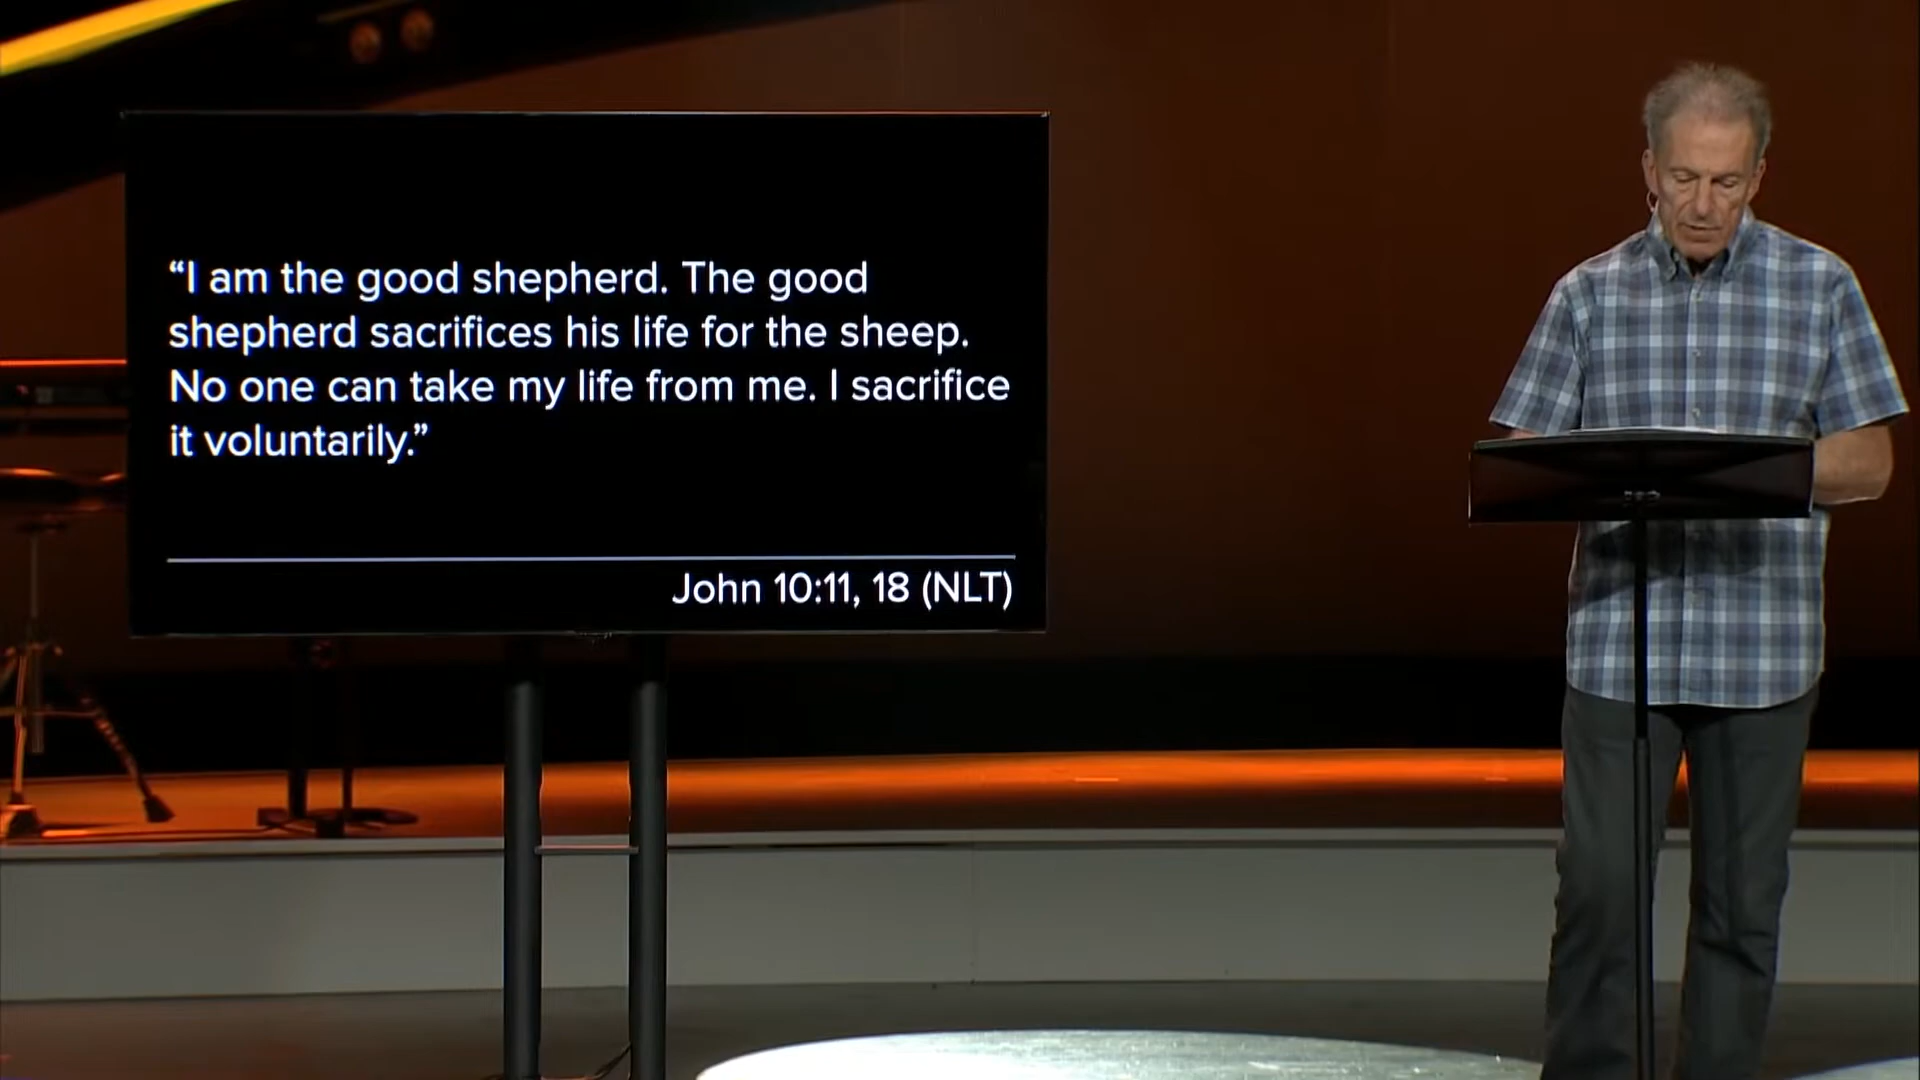 “I am the good shepherd. The good
shepherd sacrifices his life for the sheep.
No one can take my life from me. I sacrifice
it voluntarily.”
John 10:11, 18 (NLT)